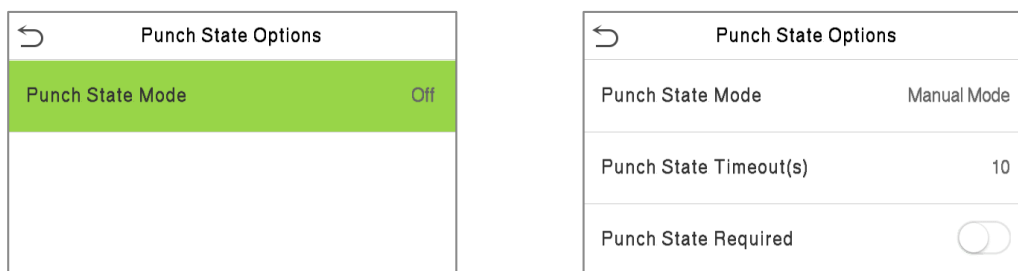 Punch State Options
Punch State Mode Off
Punch State Options
Punch State Mode Manual Mode
Punch State Timeout(s) 10
Punch State Required